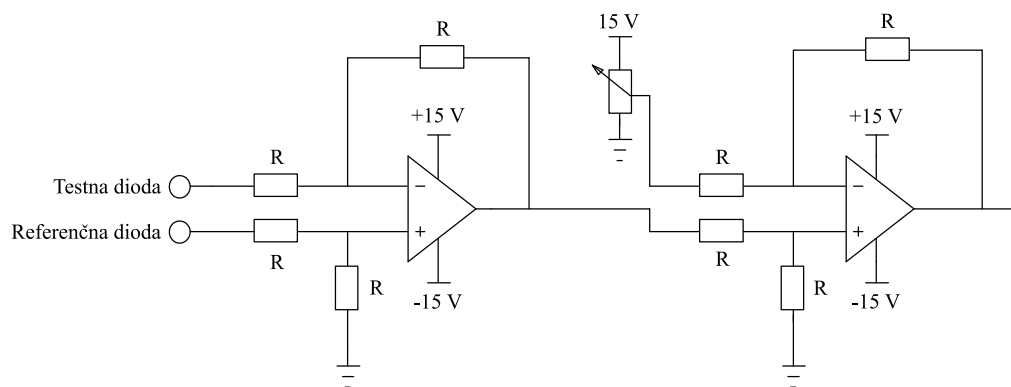 R
15 V
R
+15 V
+15 V
R
R
Testna dioda
−
−
Referenčna dioda
+
+
R
R
R
R
-15 V
-15 V